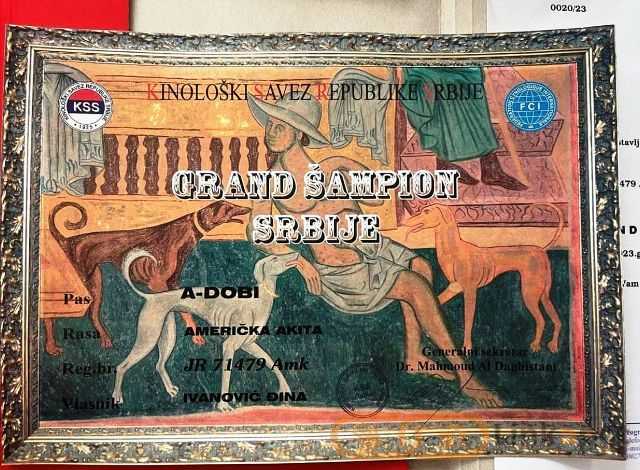 0020/23
KINOLOŠKI SAVEZ REPUBLIKE SRBIJE
KSS
1925
FCI
GRAND ŠAMPION
SRBIJE
Pas A-DOBI
Rasa AMERIČKA AKITA
Reg.br. JR 71479 Amk
Vlasnik IVANOVIĆ ĐINA
Generalni sekretar
Dr. Mahmoud Al Daghistani